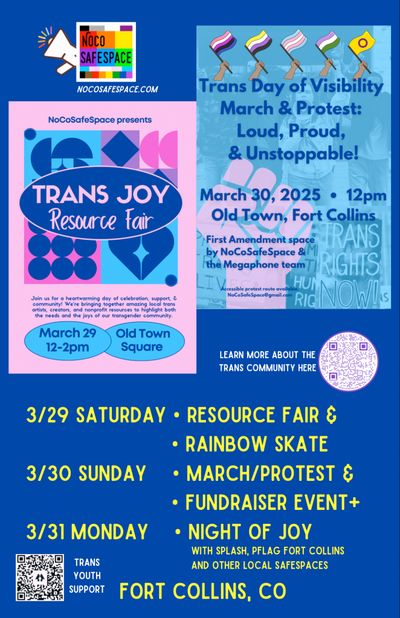 NOCO
SAFESPACE
NOCOSAFESPACE.COM
NoCoSafeSpace presents
TRANS JOY
Resource Fair
Join us for a heartwarming day of celebration, support, &
community! We're bringing together amazing local trans
artists, creators, and nonprofit resources to highlight both
the needs and the joys of our transgender community.
March 29
12-2pm
Old Town
Square
Trans Day of Visibility
March & Protest:
Loud, Proud,
& Unstoppable!
March 30, 2025 • 12pm
Old Town, Fort Collins
First Amendment space
by NoCoSafeSpace &
the Megaphone team
TRANS
RIGHTS
NOW!
Accessible protest route available
NoCoSafeSpace@gmail.com
LEARN MORE ABOUT THE
TRANS COMMUNITY HERE
3/29 SATURDAY • RESOURCE FAIR &
• RAINBOW SKATE
3/30 SUNDAY • MARCH/PROTEST &
• FUNDRAISER EVENT+
3/31 MONDAY • NIGHT OF JOY
WITH SPLASH, PFLAG FORT COLLINS
AND OTHER LOCAL SAFESPACES
TRANS
YOUTH
SUPPORT
FORT COLLINS, CO